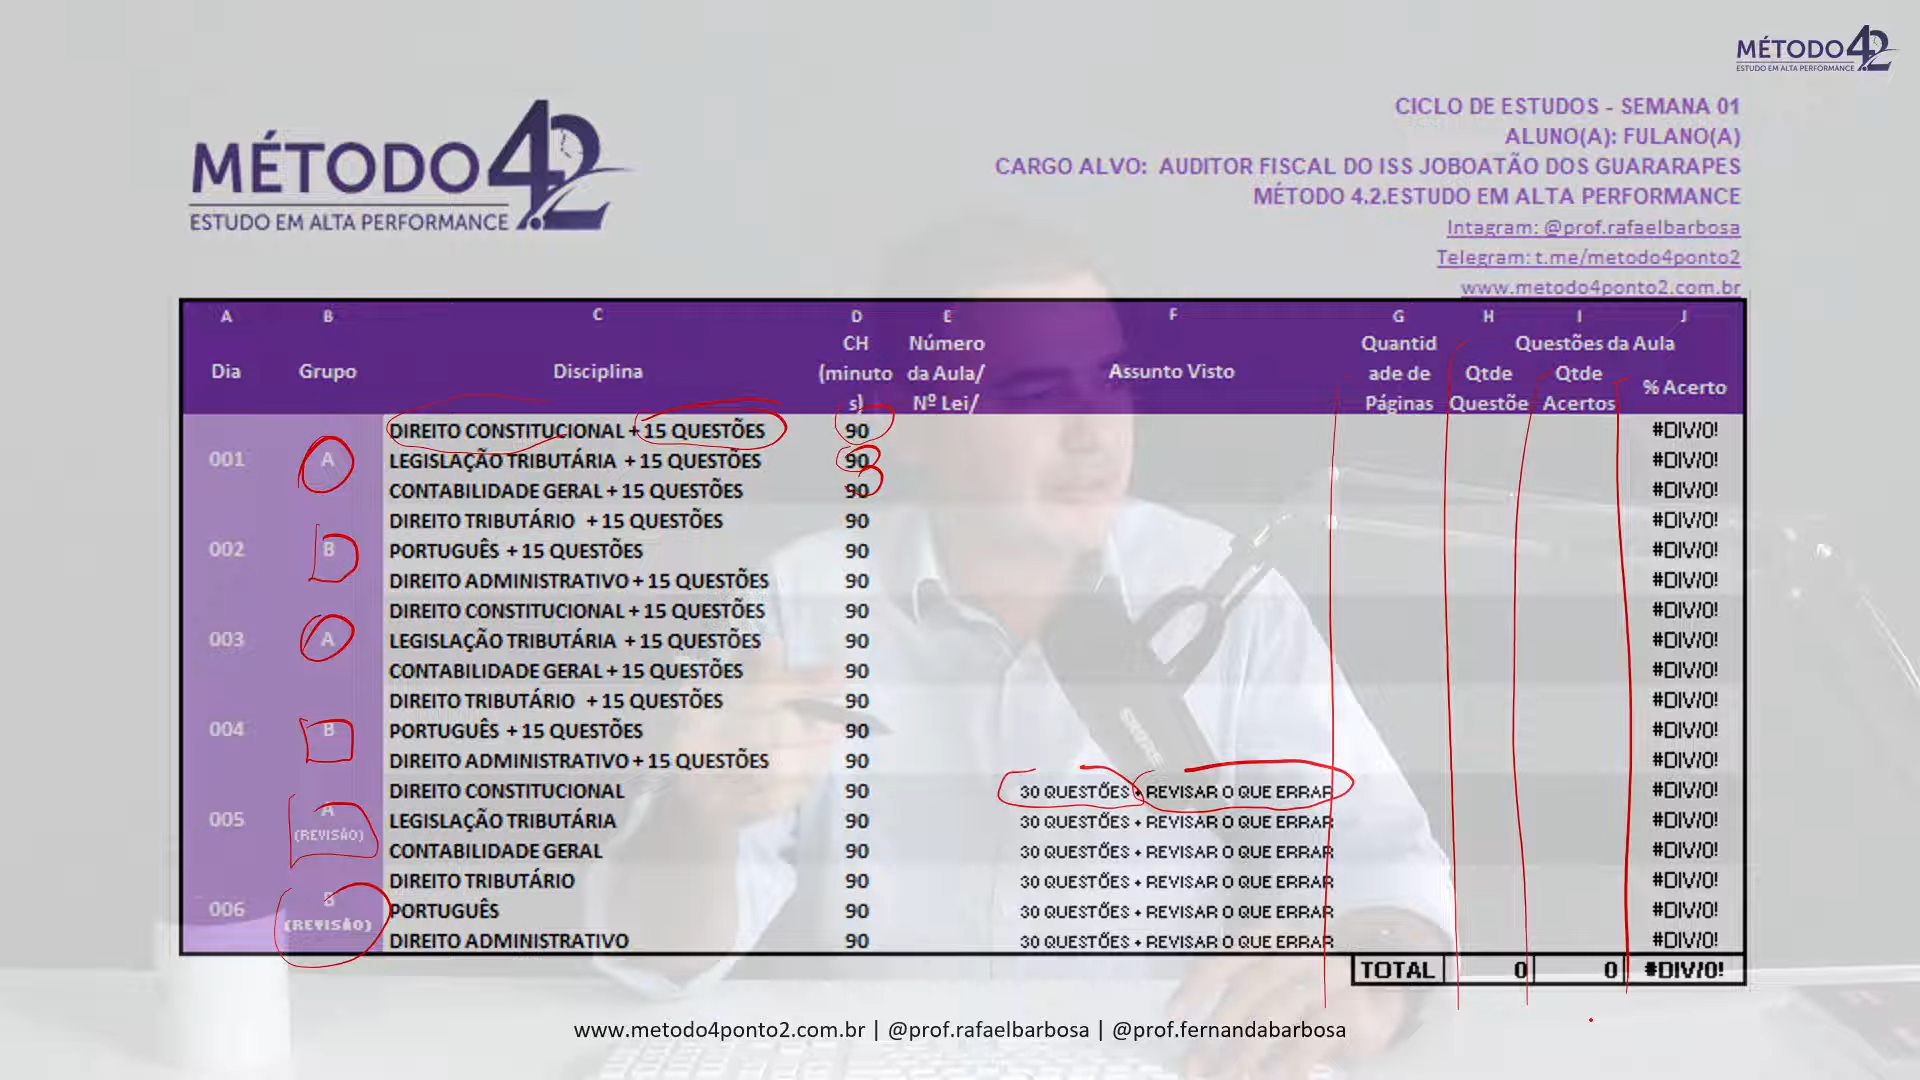 MÉTODO 4.2
ESTUDO EM ALTA PERFORMANCE
MÉTODO 4.2
ESTUDO EM ALTA PERFORMANCE
CICLO DE ESTUDOS - SEMANA 01
ALUNO(A): FULANO(A)
CARGO ALVO: AUDITOR FISCAL DO ISS JOBOATÃO DOS GUARARAPES
MÉTODO 4.2.ESTUDO EM ALTA PERFORMANCE
Intagram: @prof.rafaelbarbosa
Telegram: t.me/metodo4ponto2
www.metodo4ponto2.com.br
A B C D E F G H I J
Dia Grupo Disciplina CH (minutos) Número da Aula/ Nº Lei/ Assunto Visto Quantidade de Páginas Questões da Aula
Qtde Questõe Qtde Acertos % Acerto
DIREITO CONSTITUCIONAL + 15 QUESTÕES 90 #DIV/0!
001 A LEGISLAÇÃO TRIBUTÁRIA + 15 QUESTÕES 90 #DIV/0!
CONTABILIDADE GERAL + 15 QUESTÕES 90 #DIV/0!
DIREITO TRIBUTÁRIO + 15 QUESTÕES 90 #DIV/0!
002 B PORTUGUÊS + 15 QUESTÕES 90 #DIV/0!
DIREITO ADMINISTRATIVO + 15 QUESTÕES 90 #DIV/0!
DIREITO CONSTITUCIONAL + 15 QUESTÕES 90 #DIV/0!
003 A LEGISLAÇÃO TRIBUTÁRIA + 15 QUESTÕES 90 #DIV/0!
CONTABILIDADE GERAL + 15 QUESTÕES 90 #DIV/0!
DIREITO TRIBUTÁRIO + 15 QUESTÕES 90 #DIV/0!
004 B PORTUGUÊS + 15 QUESTÕES 90 #DIV/0!
DIREITO ADMINISTRATIVO + 15 QUESTÕES 90 #DIV/0!
DIREITO CONSTITUCIONAL 90 30 QUESTÕES + REVISAR O QUE ERRAR #DIV/0!
005 A (REVISÃO) LEGISLAÇÃO TRIBUTÁRIA 90 30 QUESTÕES + REVISAR O QUE ERRAR #DIV/0!
CONTABILIDADE GERAL 90 30 QUESTÕES + REVISAR O QUE ERRAR #DIV/0!
DIREITO TRIBUTÁRIO 90 30 QUESTÕES + REVISAR O QUE ERRAR #DIV/0!
006 B (REVISÃO) PORTUGUÊS 90 30 QUESTÕES + REVISAR O QUE ERRAR #DIV/0!
DIREITO ADMINISTRATIVO 90 30 QUESTÕES + REVISAR O QUE ERRAR #DIV/0!
TOTAL 0 0 #DIV/0!
www.metodo4ponto2.com.br | @prof.rafaelbarbosa | @prof.fernandabarbosa